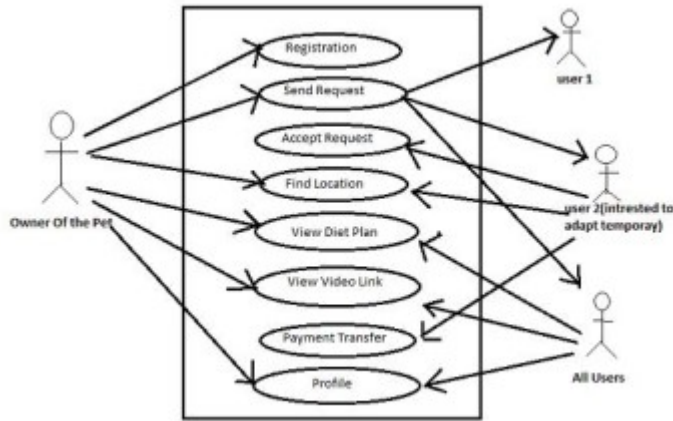 Registration
Send Request
user 1
Accept Request
Find Location
Owner Of the Pet
user 2(intrested to
adapt temporay)
View Diet Plan
View Video Link
Payment Transfer
All Users
Profile